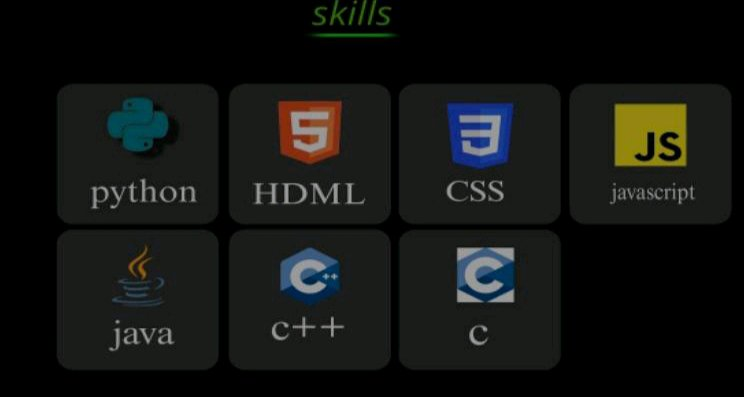 skills
python
HDML
CSS
JS
javascript
java
C++
c++
C
c